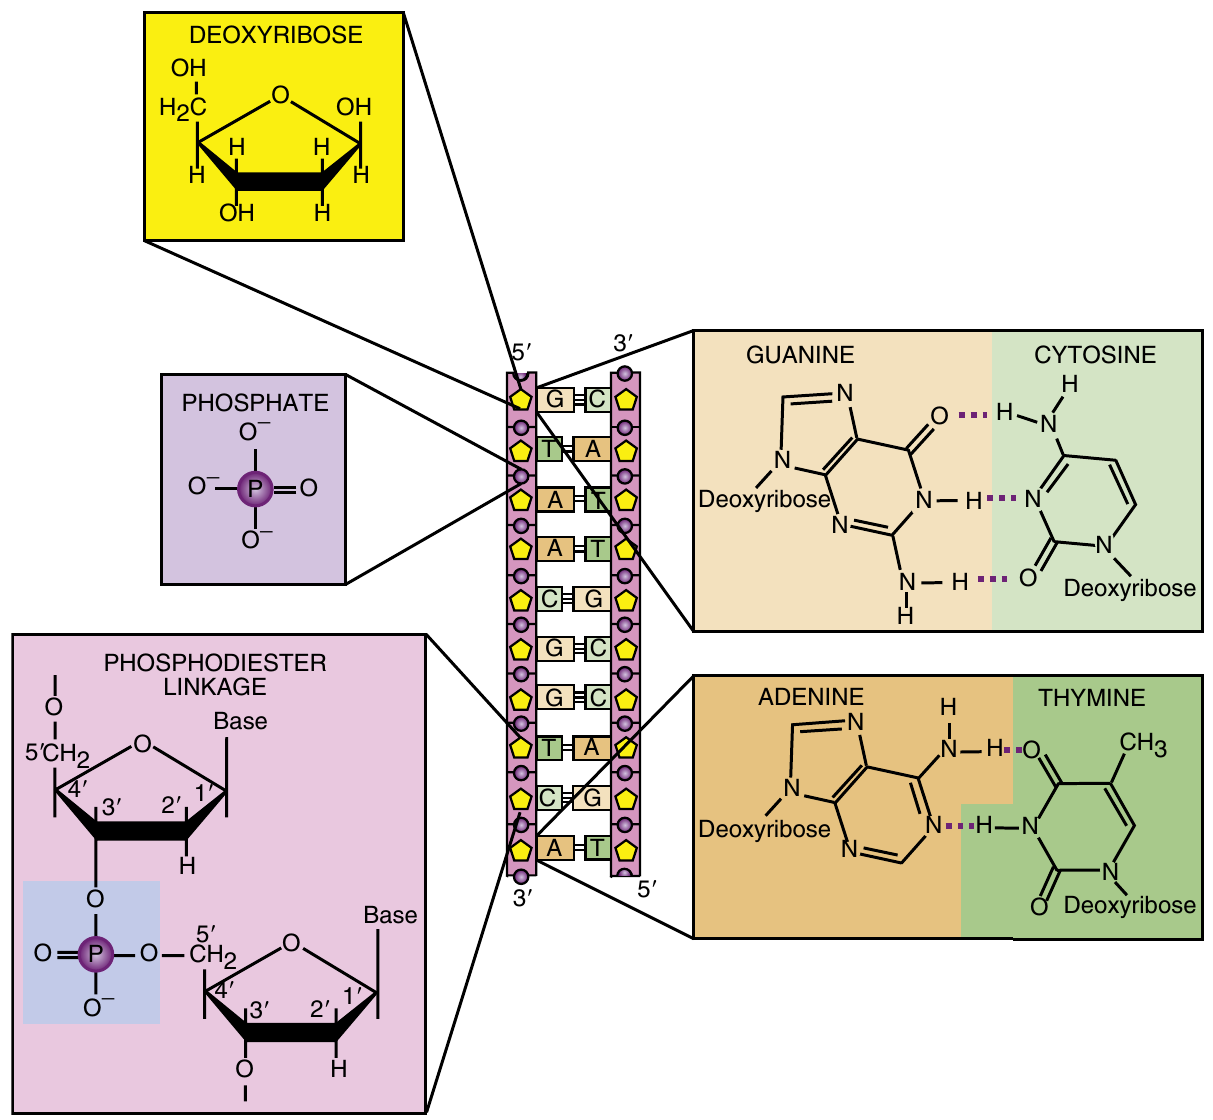 DEOXYRIBOSE
OH
H2C
O
OH
H
H
H
H
OH
H
PHOSPHATE
O−
O−
P
O
O−
PHOSPHODIESTER
LINKAGE
O
Base
5′CH2
O
4′
3′
2′
1′
H
O
O
P
O
5′
CH2
O−
O
Base
4′
3′
2′
1′
O
H
5′
3′
G C
T A
A T
A T
C G
G C
G C
T A
C G
A T
3′
5′
GUANINE
CYTOSINE
N
O
H
H
N
N
Deoxyribose
N
H
N
N
N
H
O
N
Deoxyribose
H
ADENINE
THYMINE
N
H
N
H
O
CH3
N
Deoxyribose
N
H
N
N
N
O
Deoxyribose